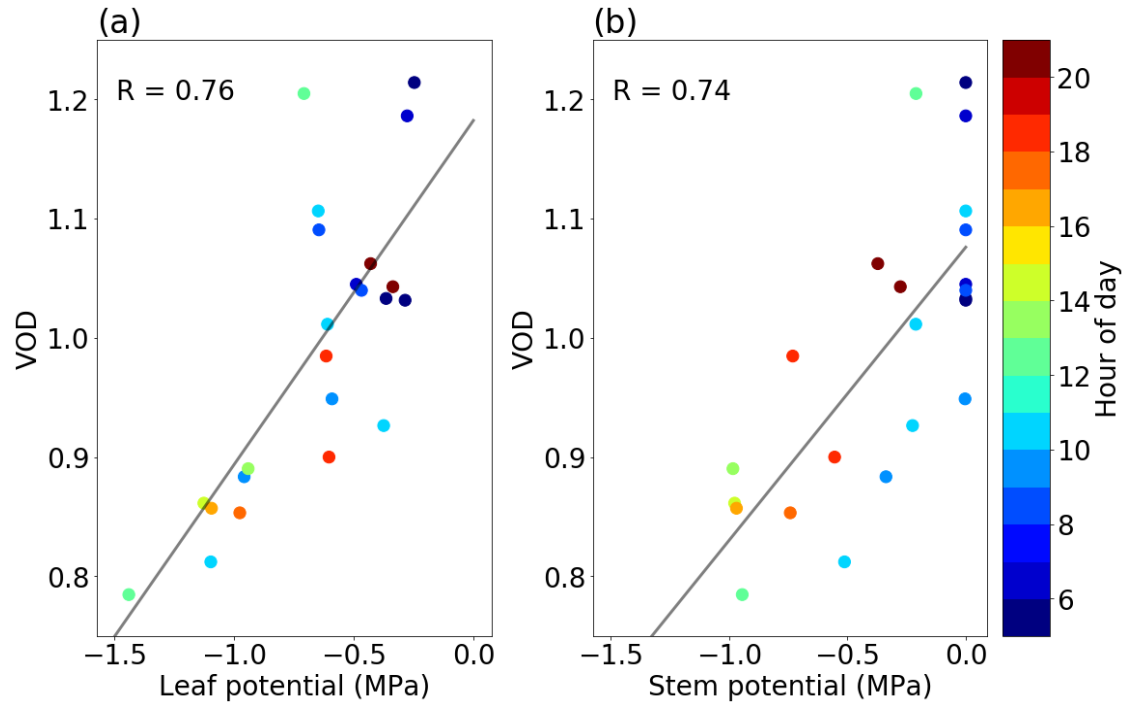 (a)
R = 0.76
VOD
1.2
1.1
1.0
0.9
0.8
−1.5 −1.0 −0.5 0.0
Leaf potential (MPa)
(b)
R = 0.74
VOD
1.2
1.1
1.0
0.9
0.8
−1.5 −1.0 −0.5 0.0
Stem potential (MPa)
20
18
16
14
12
10
8
6
Hour of day